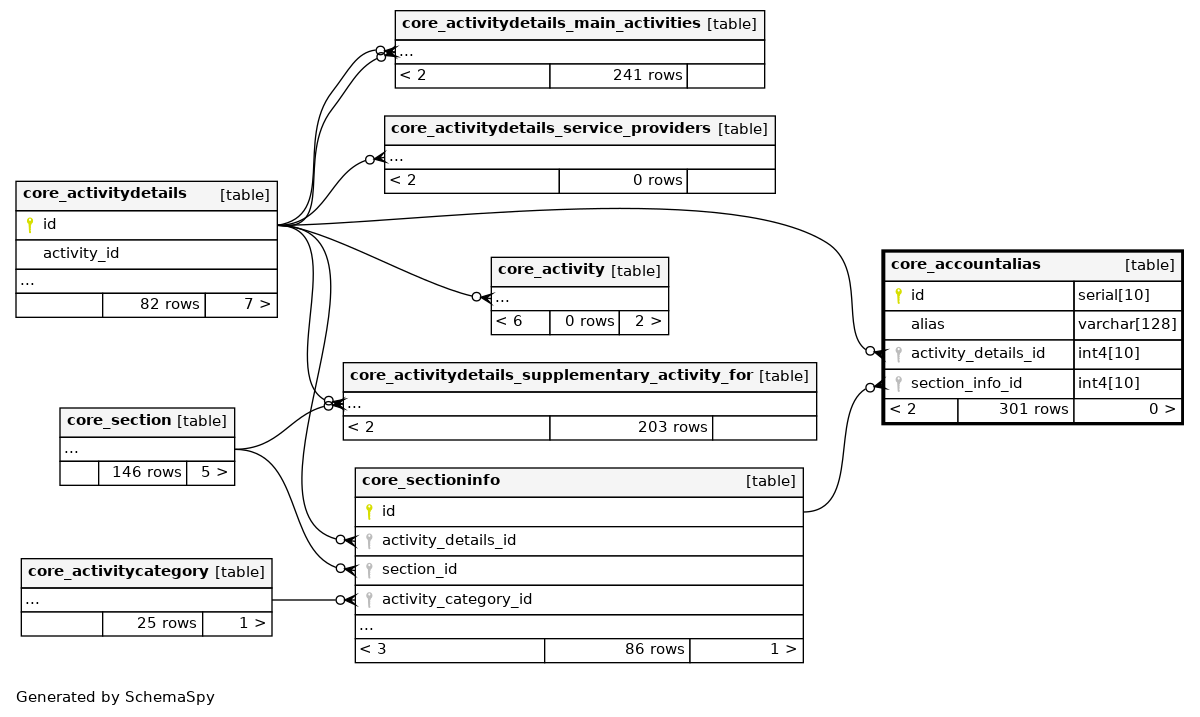 core_activitydetails_main_activities [table]
...
< 2 241 rows
core_activitydetails_service_providers [table]
...
< 2 0 rows
core_activitydetails [table]
id
activity_id
...
82 rows 7 >
core_activity [table]
...
< 6 0 rows 2 >
core_accountalias [table]
id serial[10]
alias varchar[128]
activity_details_id int4[10]
section_info_id int4[10]
< 2 301 rows 0 >
core_activitydetails_supplementary_activity_for [table]
...
< 2 203 rows
core_section [table]
...
146 rows 5 >
core_sectioninfo [table]
id
activity_details_id
section_id
activity_category_id
...
< 3 86 rows 1 >
core_activitycategory [table]
...
25 rows 1 >
Generated by SchemaSpy